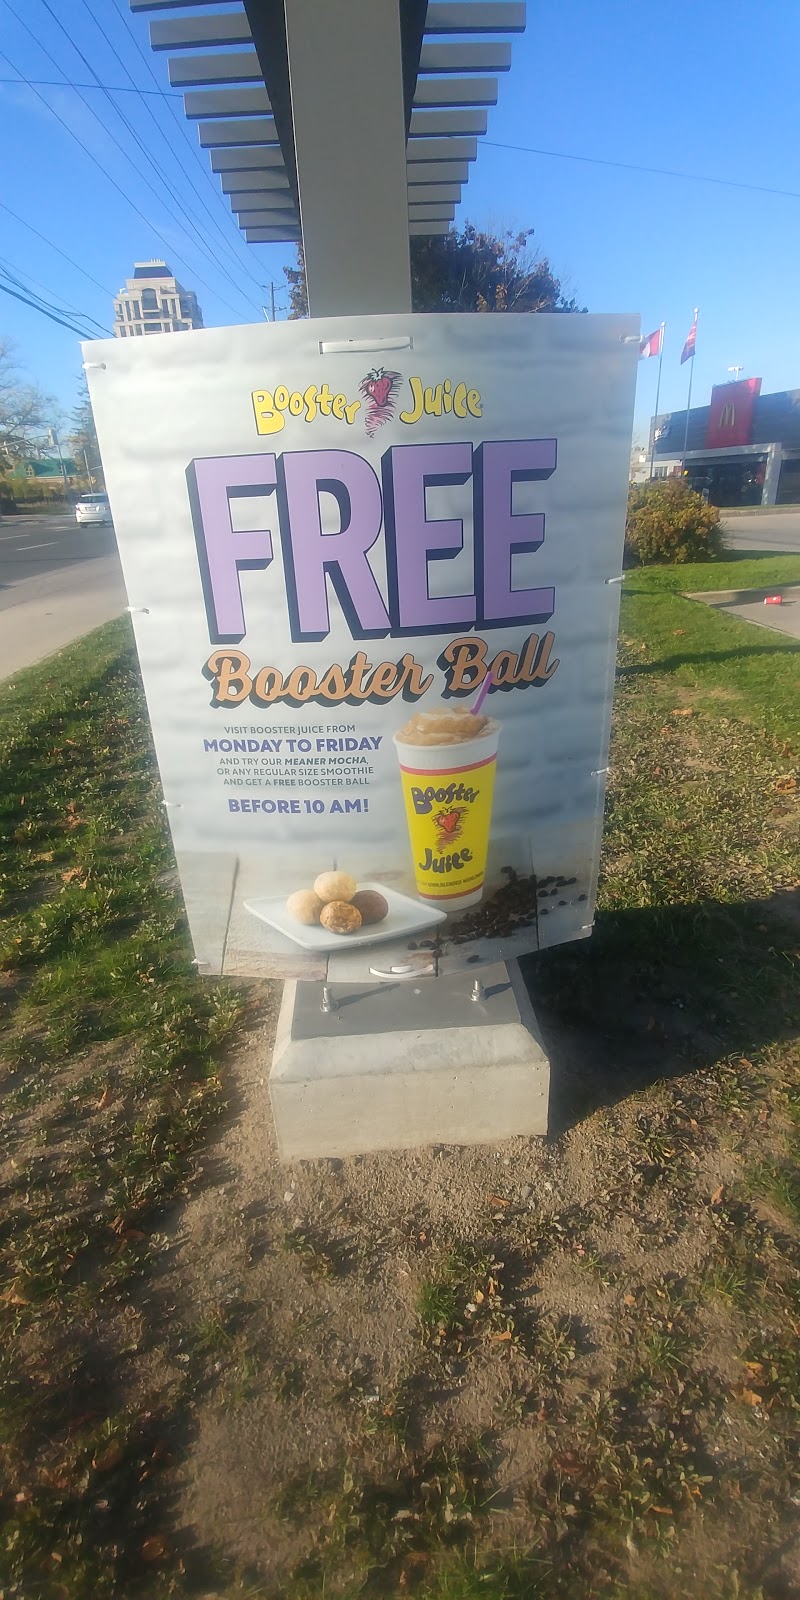 Booster Juice
FREE
Booster Ball
VISIT BOOSTER JUICE FROM
MONDAY TO FRIDAY
AND TRY OUR MEANER MOCHA,
OR ANY REGULAR SIZE SMOOTHIE
AND GET A FREE BOOSTER BALL
BEFORE 10 AM!
Booster
Juice